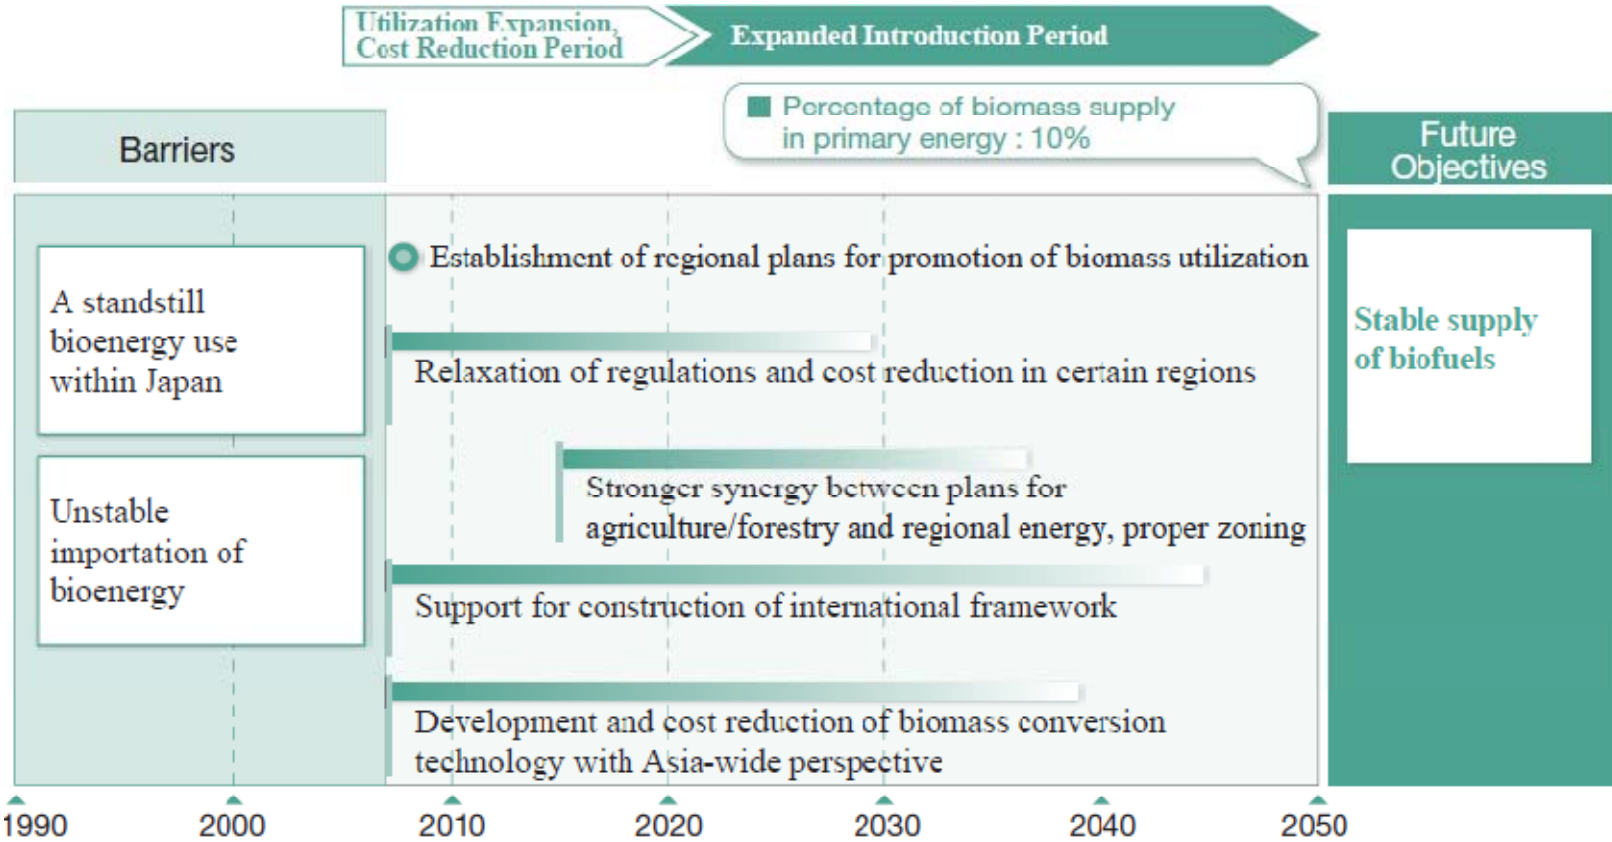 Utilization Expansion,
Cost Reduction Period
Expanded Introduction Period
Percentage of biomass supply
in primary energy : 10%
Barriers
Future
Objectives
Establishment of regional plans for promotion of biomass utilization
A standstill
bioenergy use
within Japan
Stable supply
of biofuels
Relaxation of regulations and cost reduction in certain regions
Stronger synergy between plans for
agriculture/forestry and regional energy, proper zoning
Unstable
importation of
bioenergy
Support for construction of international framework
Development and cost reduction of biomass conversion
technology with Asia-wide perspective
1990 2000 2010 2020 2030 2040 2050